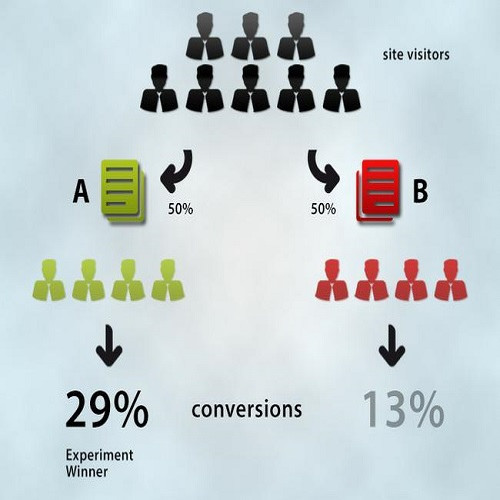 site visitors
A
B
50%
50%
29%
conversions
13%
Experiment
Winner